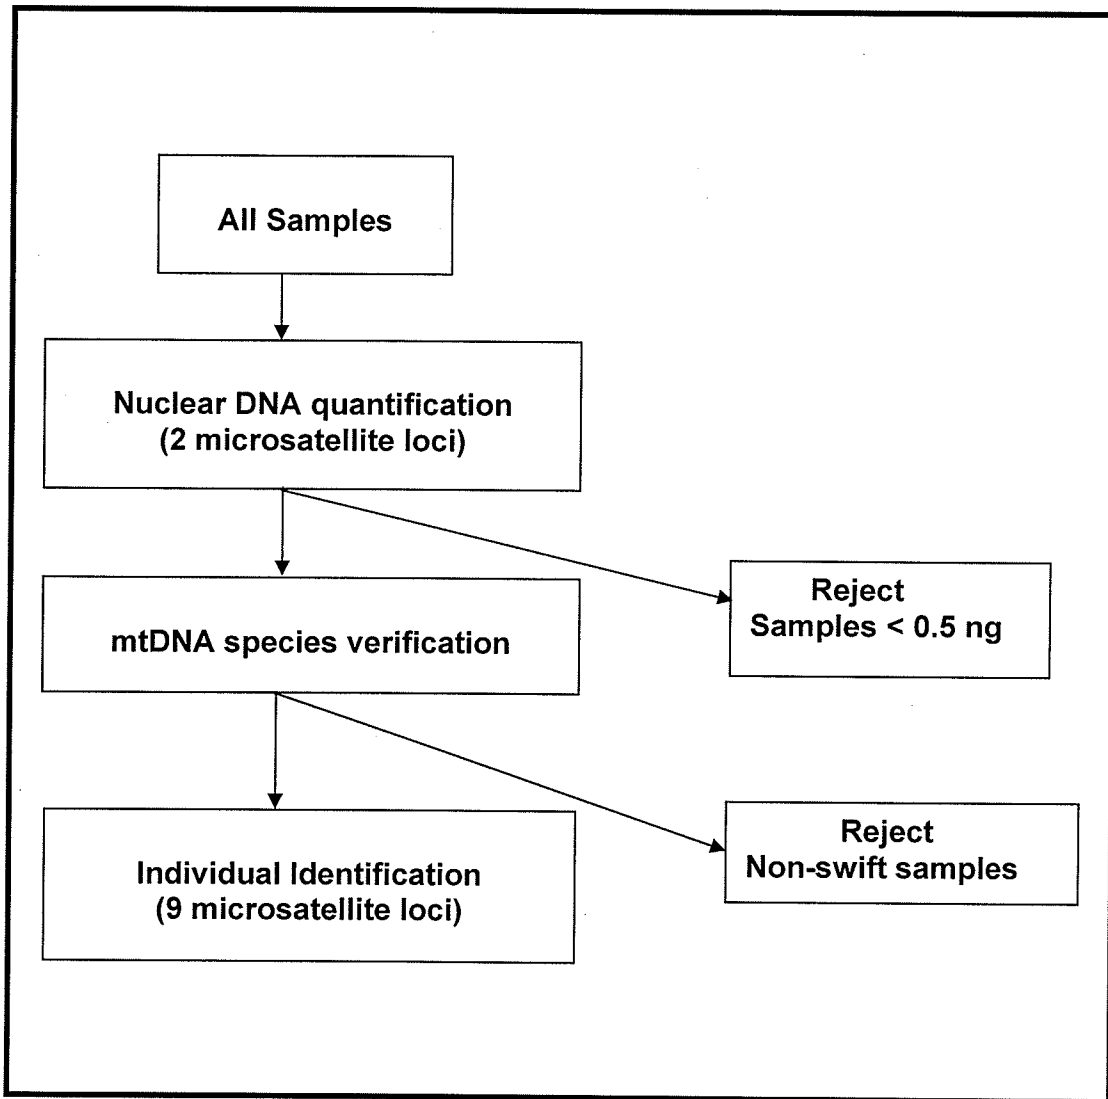 All Samples
Nuclear DNA quantification
(2 microsatellite loci)
Reject
Samples < 0.5 ng
mtDNA species verification
Reject
Non-swift samples
Individual Identification
(9 microsatellite loci)